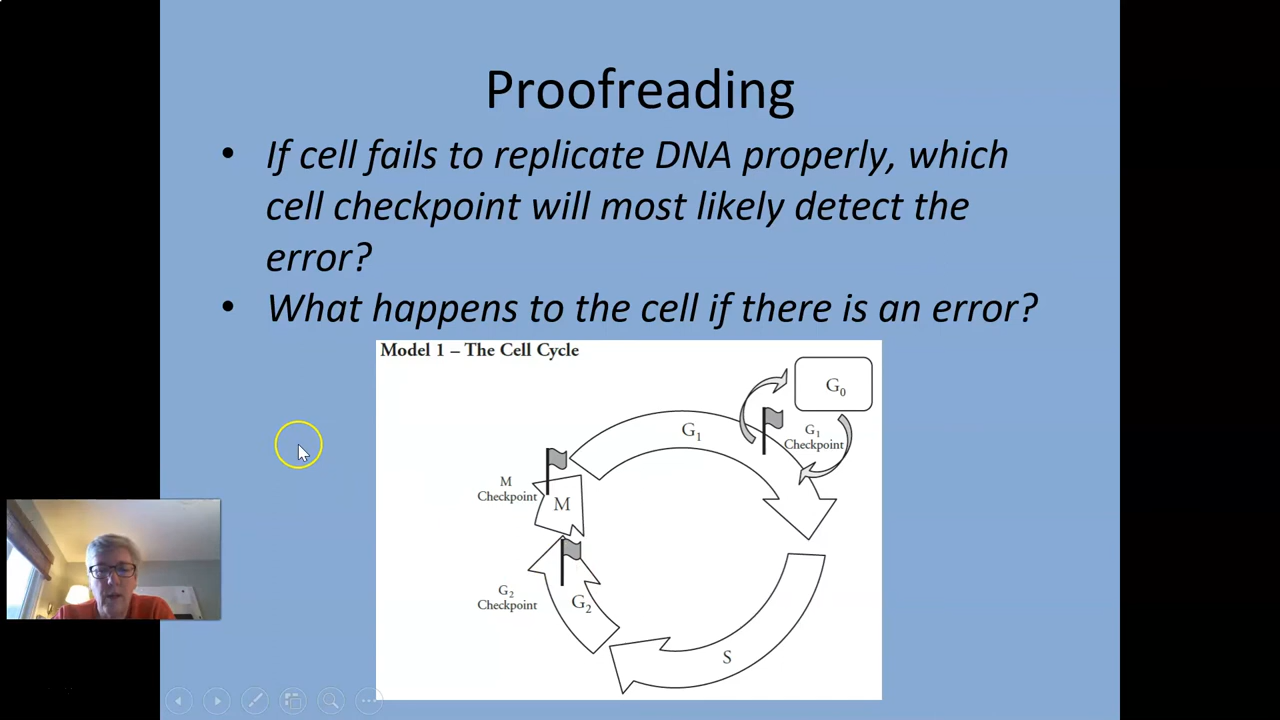 Proofreading
• If cell fails to replicate DNA properly, which
cell checkpoint will most likely detect the
error?
• What happens to the cell if there is an error?
Model 1 – The Cell Cycle
G₀
G₁
G₁
Checkpoint
M
Checkpoint
M
G₂
Checkpoint
G₂
S